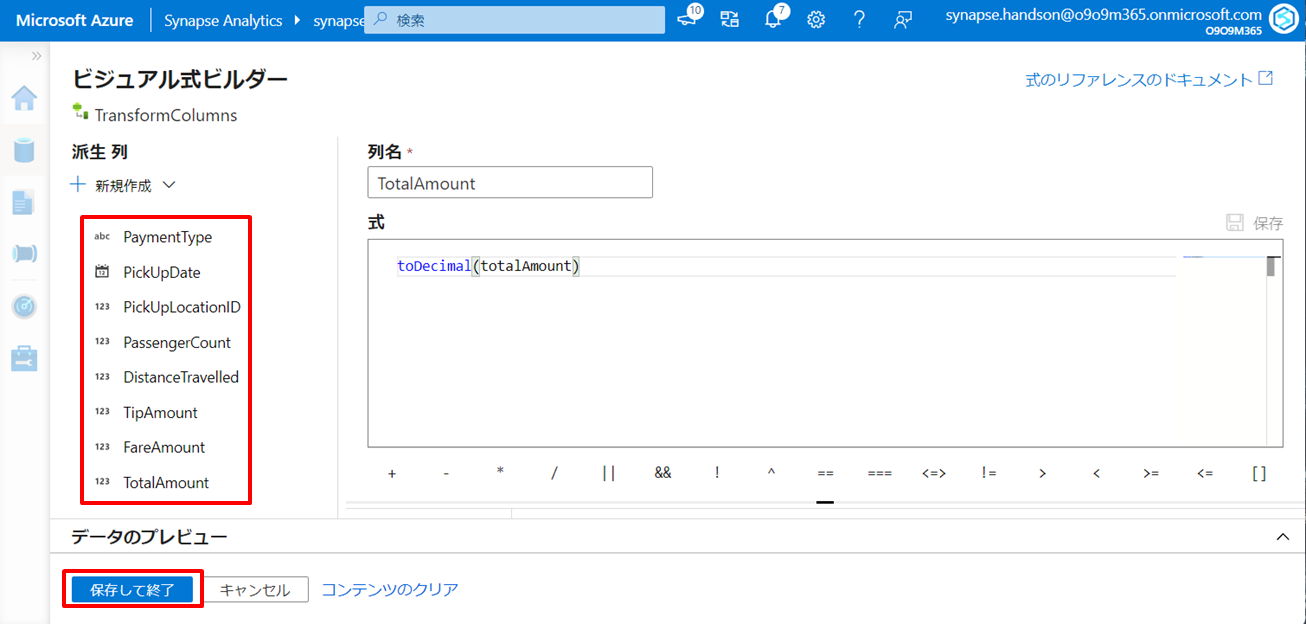 Microsoft Azure
Synapse Analytics
synapse
検索
10
7
?
synapse.handson@o9o9m365.onmicrosoft.com
O9O9M365
ビジュアル式ビルダー
式のリファレンスのドキュメント
TransformColumns
派生 列
+ 新規作成
abc PaymentType
12 PickUpDate
123 PickUpLocationID
123 PassengerCount
123 DistanceTravelled
123 TipAmount
123 FareAmount
123 TotalAmount
列名 *
TotalAmount
式
保存
toDecimal(totalAmount)
+ - * / || && ! ^ == === <=> != > < >= <= []
データのプレビュー
保存して終了
キャンセル
コンテンツのクリア